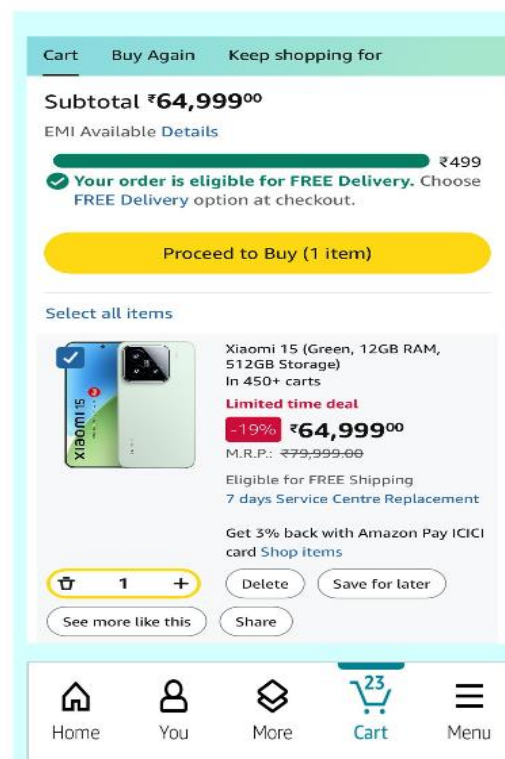 Cart Buy Again Keep shopping for
Subtotal ₹64,999⁰⁰
EMI Available Details
₹499
Your order is eligible for FREE Delivery. Choose
FREE Delivery option at checkout.
Proceed to Buy (1 item)
Select all items
XIAOMI 15
Xiaomi 15 (Green, 12GB RAM,
512GB Storage)
In 450+ carts
Limited time deal
-19% ₹64,999⁰⁰
M.R.P.: ₹79,999.00
Eligible for FREE Shipping
7 days Service Centre Replacement
Get 3% back with Amazon Pay ICICI
card Shop items
1 + Delete Save for later
See more like this Share
23
Home You More Cart Menu